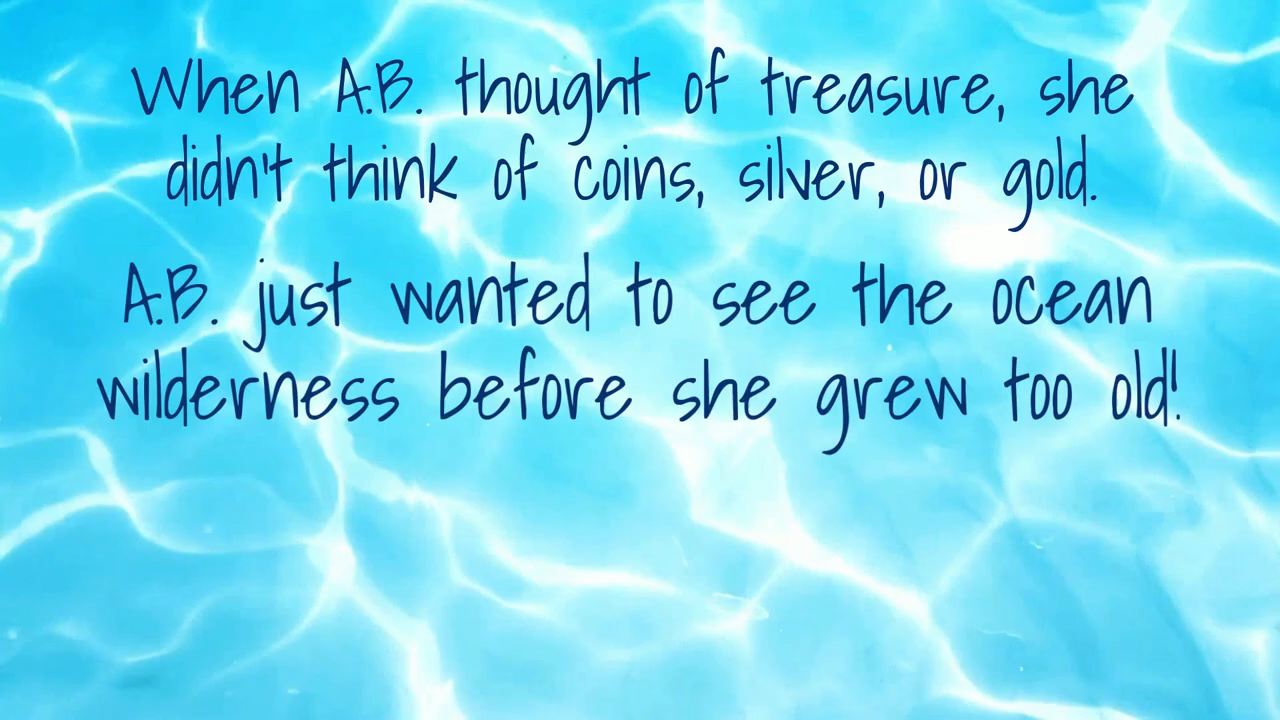 When A.B. thought of treasure, she
didn't think of coins, silver, or gold.
A.B. just wanted to see the ocean
wilderness before she grew too old!